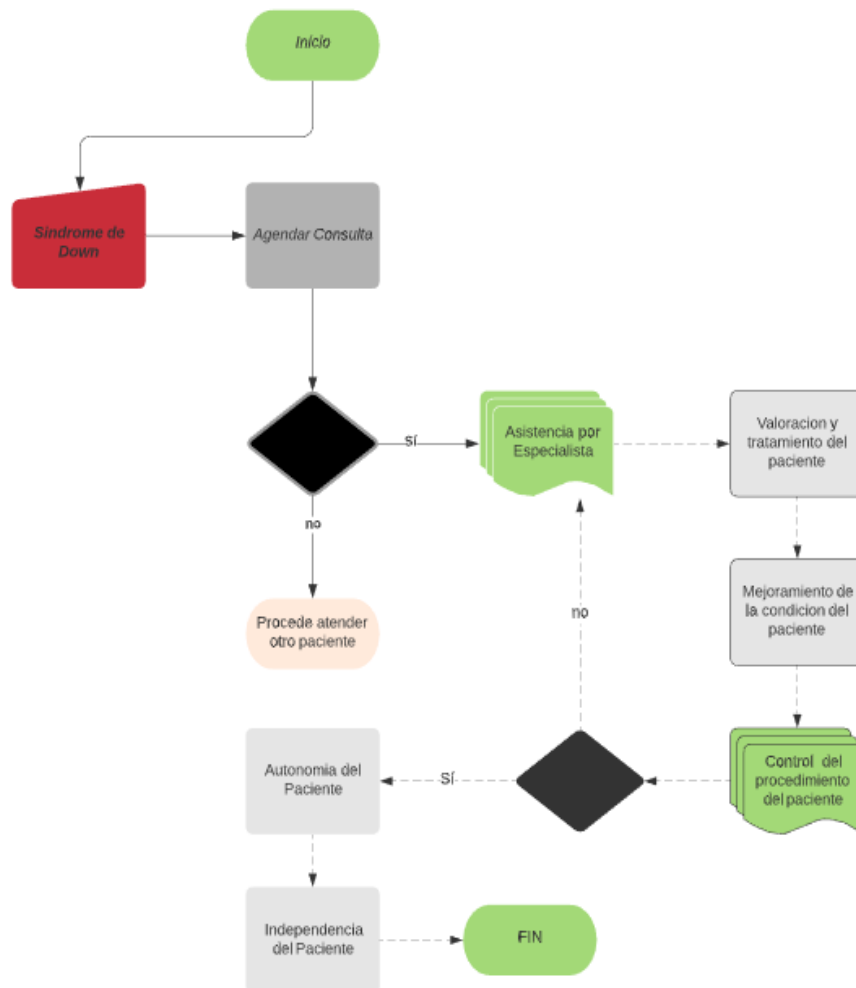 Inicio
Sindrome de
Down
Agendar Consulta
Sí
Asistencia por
Especialista
Valoracion y
tratamiento del
paciente
no
Procede atender
otro paciente
Mejoramiento de
la condicion del
paciente
no
Control del
procedimiento
del paciente
Sí
Autonomia del
Paciente
Independencia
del Paciente
FIN